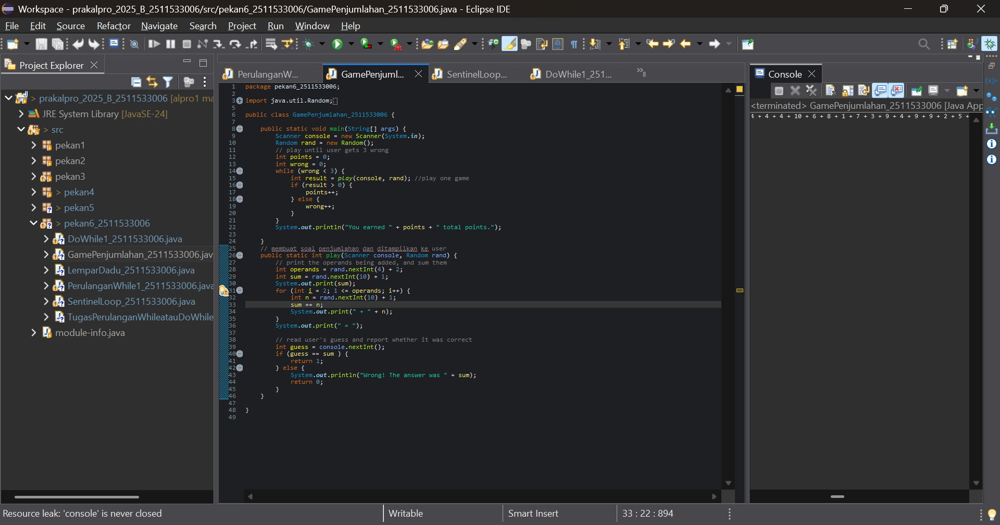 Workspace - prakalpro_2025_B_2511533006/src/pekan6_2511533006/GamePenjumlahan_2511533006.java - Eclipse IDE
File Edit Source Refactor Navigate Search Project Run Window Help
Project Explorer
> prakalpro_2025_B_2511533006 [alpro1 ma
JRE System Library [JavaSE-24]
> src
pekan1
pekan2
pekan3
> pekan4
> pekan5
> pekan6_2511533006
DoWhile1_2511533006.java
GamePenjumlahan_2511533006.jav
LemparDadu_2511533006.java
PerulanganWhile1_2511533006.java
SentinelLoop_2511533006.java
TugasPerulanganWhileatauDoWhile
module-info.java
PerulanganW... GamePenjuml... SentinelLoop... DoWhile1_251... »8
1 package pekan6_2511533006;
2
3 import java.util.Random;
5
6 public class GamePenjumlahan_2511533006 {
7
8 public static void main(String[] args) {
9 Scanner console = new Scanner(System.in);
10 Random rand = new Random();
11 // play until user gets 3 wrong
12 int points = 0;
13 int wrong = 0;
14 while (wrong < 3) {
15 int result = play(console, rand); //play one game
16 if (result > 0) {
17 points++;
18 } else {
19 wrong++;
20 }
21 }
22 System.out.println("You earned " + points + " total points.");
23
24 }
25 // membuat soal penjumlahan dan ditampilkan ke user
26 public static int play(Scanner console, Random rand) {
27 // print the operands being added, and sum them
28 int operands = rand.nextInt(4) + 2;
29 int sum = rand.nextInt(10) + 1;
30 System.out.print(sum);
31 for (int i = 2; 1 <= operands; i++) {
32 int n = rand.nextInt(10) + 1;
33 sum += n;
34 System.out.print(" + " + n);
35 }
36 System.out.print(" = ");
37
38 // read user's guess and report whether it was correct
39 int guess = console.nextInt();
40 if (guess == sum ) {
41 return 1;
42 } else {
43 System.out.println("Wrong! The answer was " + sum);
44 return 0;
45 }
46 }
47
48 }
49
Console
<terminated> GamePenjumlahan_2511533006 [Java App
4 + 4 + 4 + 10 + 6 + 8 + 1 + 7 + 3 + 9 + 4 + 9 + 9 + 2 + 5 +
Resource leak: 'console' is never closed
Writable
Smart Insert
33 : 22 : 894